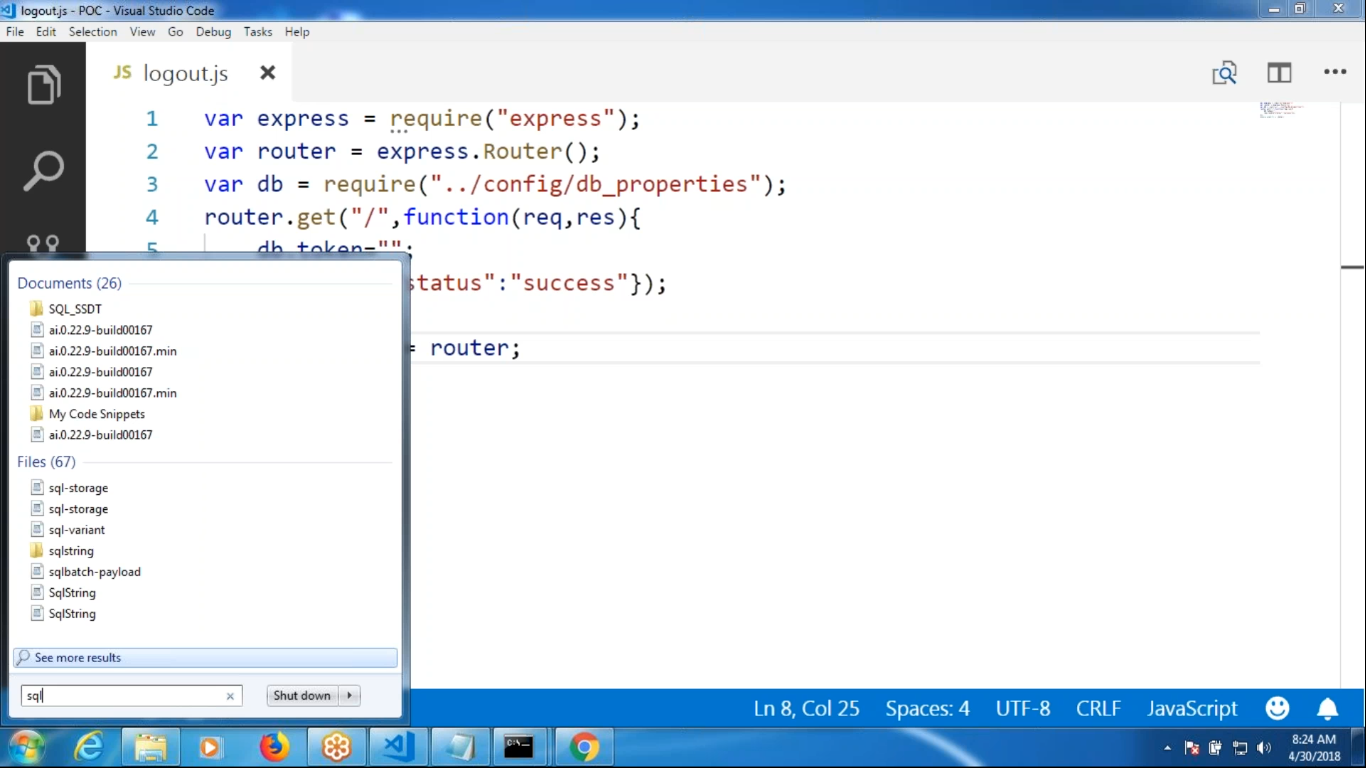 logout.js - POC - Visual Studio Code
File Edit Selection View Go Debug Tasks Help
JS logout.js
1 var express = require("express");
2 var router = express.Router();
3 var db = require("../config/db_properties");
4 router.get("/",function(req,res){
5 db.token="";
status":"success"});
= router;
Documents (26)
SQL_SSDT
ai.0.22.9-build00167
ai.0.22.9-build00167.min
ai.0.22.9-build00167
ai.0.22.9-build00167.min
My Code Snippets
ai.0.22.9-build00167
Files (67)
sql-storage
sql-storage
sql-variant
sqlstring
sqlbatch-payload
SqlString
SqlString
See more results
sql
Shut down
Ln 8, Col 25 Spaces: 4 UTF-8 CRLF JavaScript
8:24 AM
4/30/2018